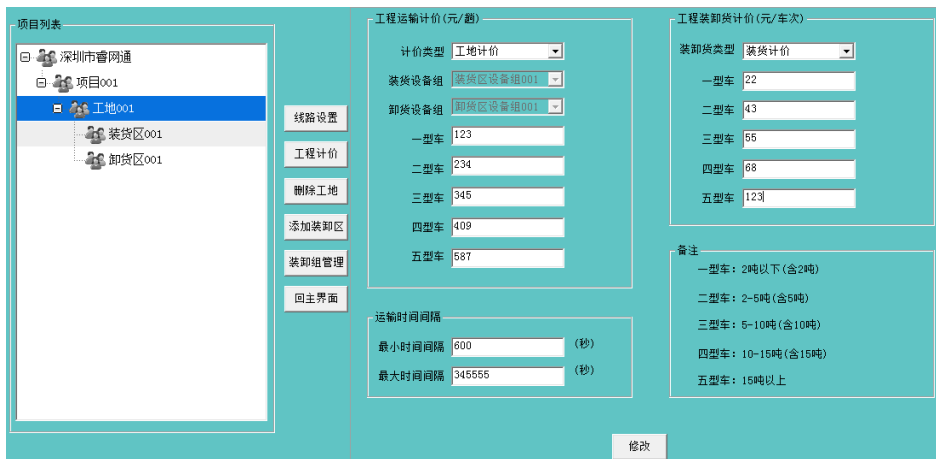 项目列表
深圳市睿网通
项目001
工地001
装货区001
卸货区001
线路设置
工程计价
删除工地
添加装卸区
装卸组管理
回主界面
工程运输计价(元/趟)
计价类型 工地计价
装货设备组 装货区设备组001
卸货设备组 卸货区设备组001
一型车 123
二型车 234
三型车 345
四型车 409
五型车 587
运输时间间隔
最小时间间隔 600 (秒)
最大时间间隔 345555 (秒)
工程装卸货计价(元/车次)
装卸货类型 装货计价
一型车 22
二型车 43
三型车 55
四型车 68
五型车 123
备注
一型车: 2吨以下(含2吨)
二型车: 2-5吨(含5吨)
三型车: 5-10吨(含10吨)
四型车: 10-15吨(含15吨)
五型车: 15吨以上
修改